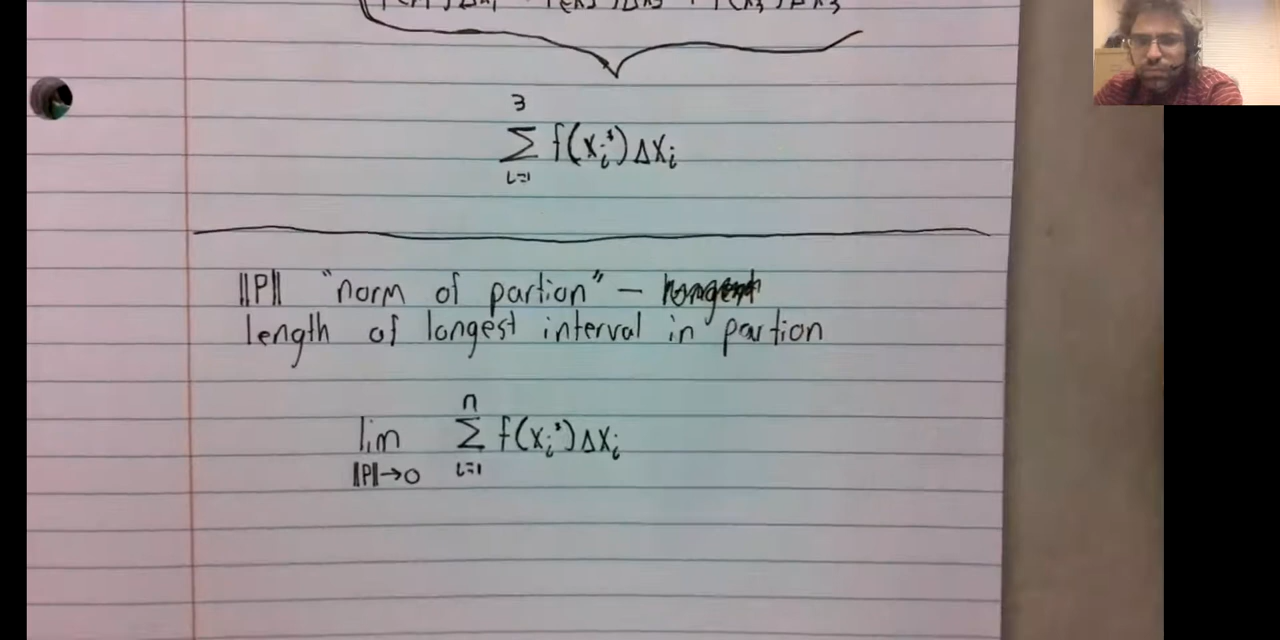 3
∑ f(xᵢ*)Δxᵢ
i=1
‖P‖ "norm of partion" –
length of longest interval in partion
n
lim ∑ f(xᵢ*)Δxᵢ
‖P‖→0 i=1